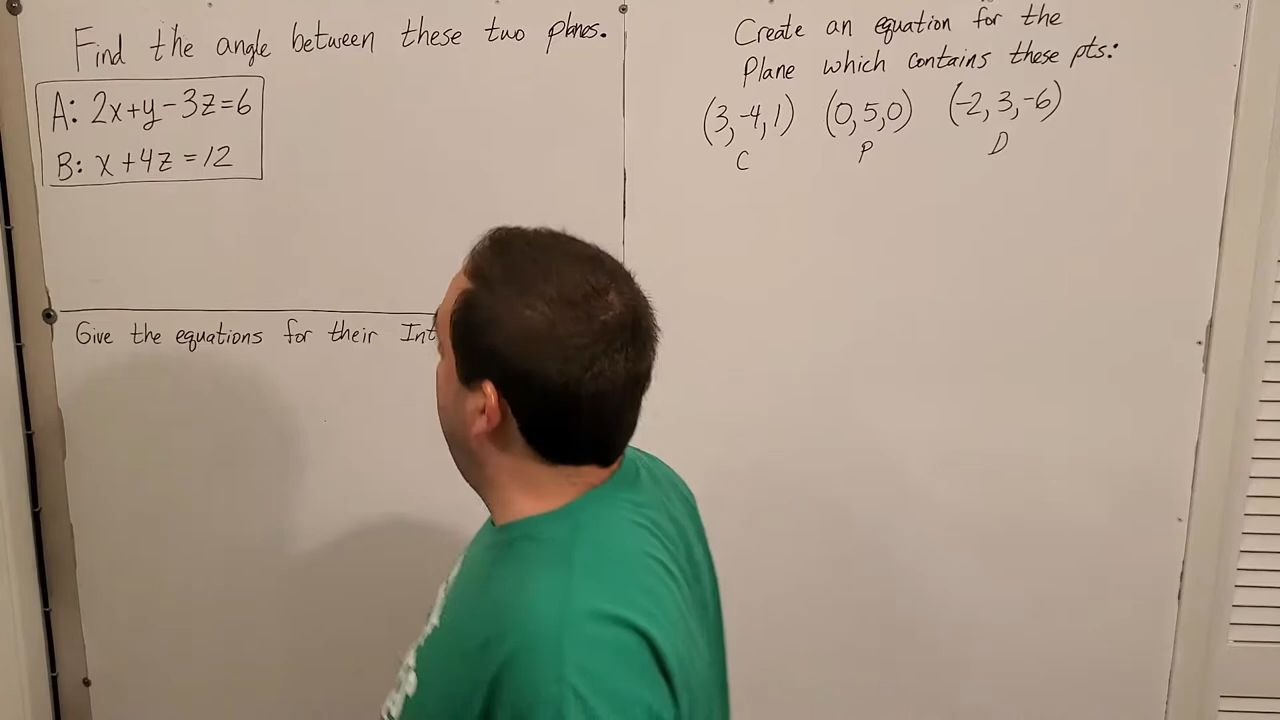 Find the angle between these two planes.
A: 2x+y-3z=6
B: x+4z=12
Give the equations for their Int
Create an equation for the
Plane which contains these pts:
(3,-4,1) (0,5,0) (-2,3,-6)
C P D